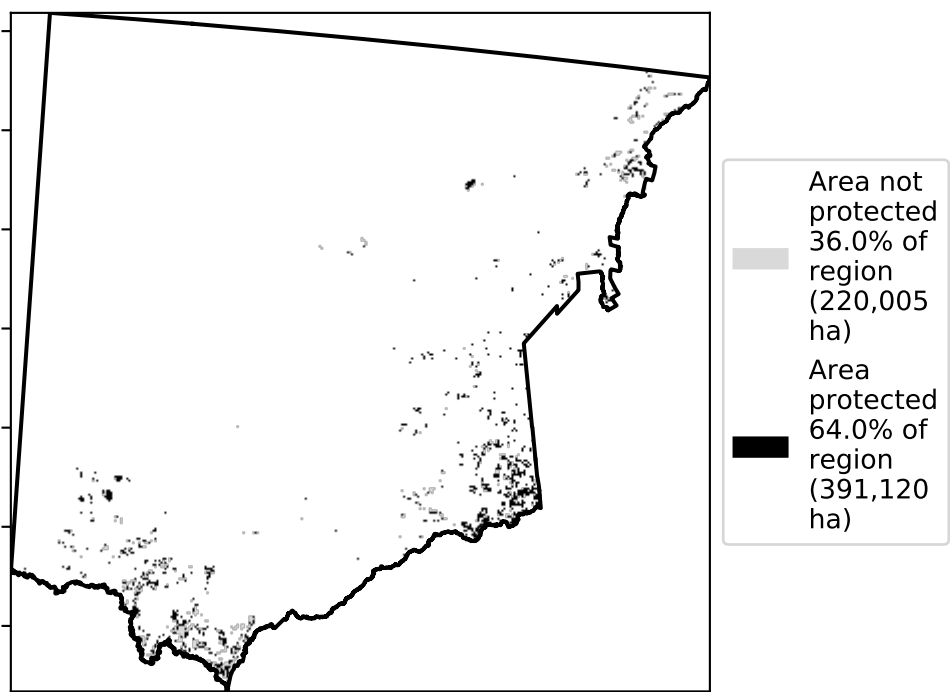 Area not
protected
36.0% of
region
(220,005
ha)
Area
protected
64.0% of
region
(391,120
ha)